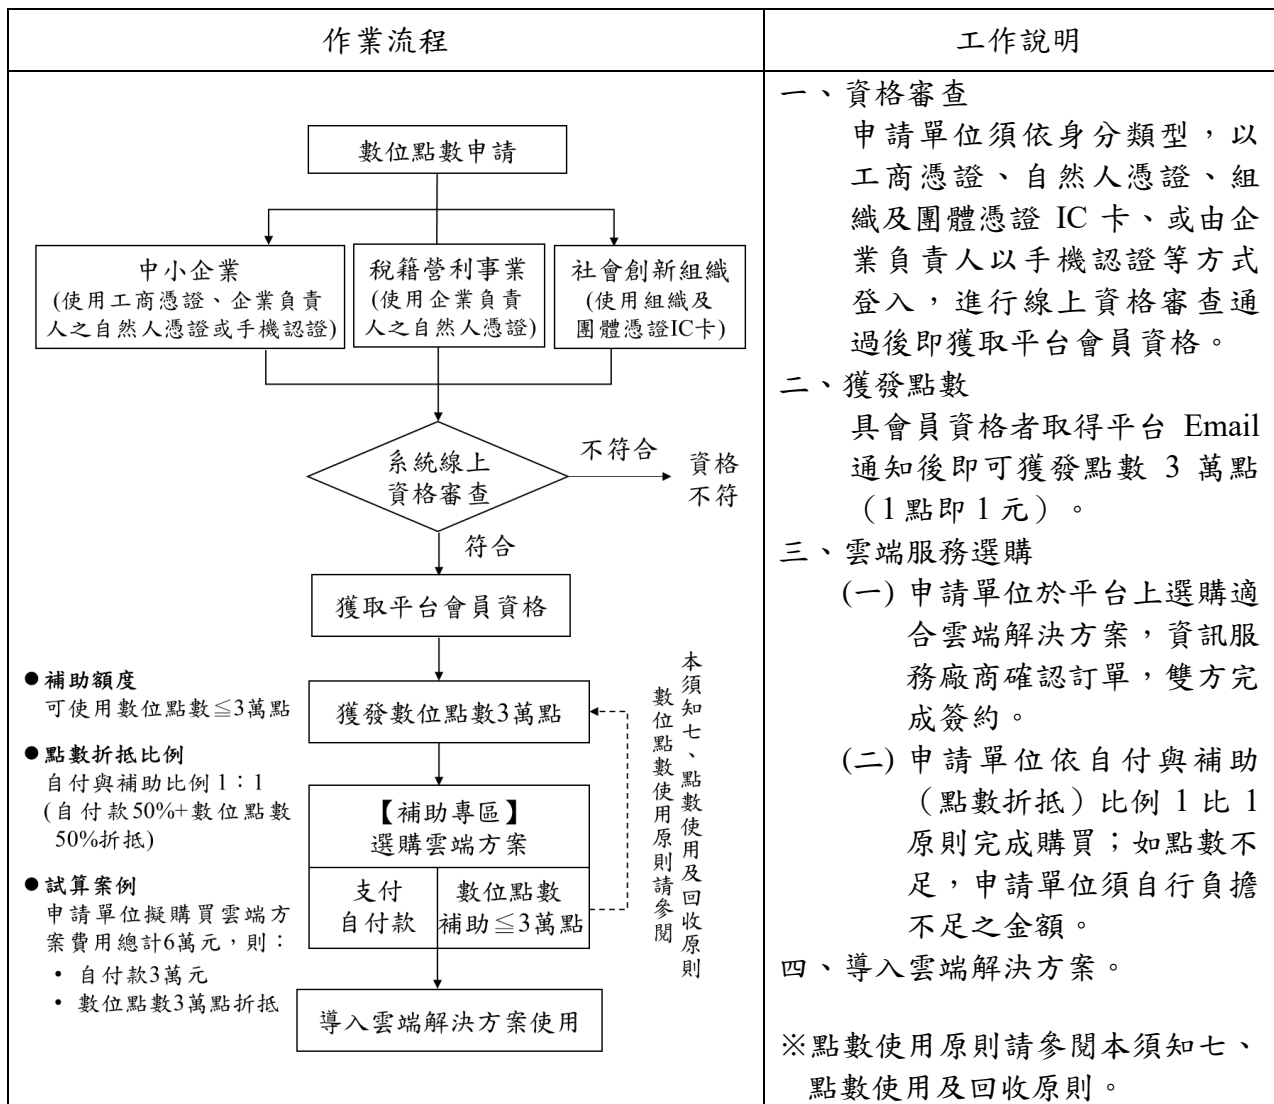 作業流程
工作說明
數位點數申請
中小企業
(使用工商憑證、企業負責
人之自然人憑證或手機認證)
稅籍營利事業
(使用企業負責
人之自然人憑證)
社會創新組織
(使用組織及
團體憑證IC卡)
系統線上
資格審查
不符合
資格
不符
符合
獲取平台會員資格
獲發數位點數3萬點
【補助專區】
選購雲端方案
支付
自付款
數位點數
補助≦3萬點
導入雲端解決方案使用
本須知七、點數使用及回收原則
數位點數使用原則請參閱
●補助額度
可使用數位點數≦3萬點
●點數折抵比例
自付與補助比例1：1
(自付款50%+數位點數
50%折抵)
●試算案例
申請單位擬購買雲端方
案費用總計6萬元，則：
• 自付款3萬元
• 數位點數3萬點折抵
一、資格審查
申請單位須依身分類型，以
工商憑證、自然人憑證、組
織及團體憑證 IC 卡、或由企
業負責人以手機認證等方式
登入，進行線上資格審查通
過後即獲取平台會員資格。
二、獲發點數
具會員資格者取得平台 Email
通知後即可獲發點數 3 萬點
（1點即1元）。
三、雲端服務選購
(一) 申請單位於平台上選購適
合雲端解決方案，資訊服
務廠商確認訂單，雙方完
成簽約。
(二) 申請單位依自付與補助
（點數折抵）比例 1 比 1
原則完成購買；如點數不
足，申請單位須自行負擔
不足之金額。
四、導入雲端解決方案。
※點數使用原則請參閱本須知七、
點數使用及回收原則。